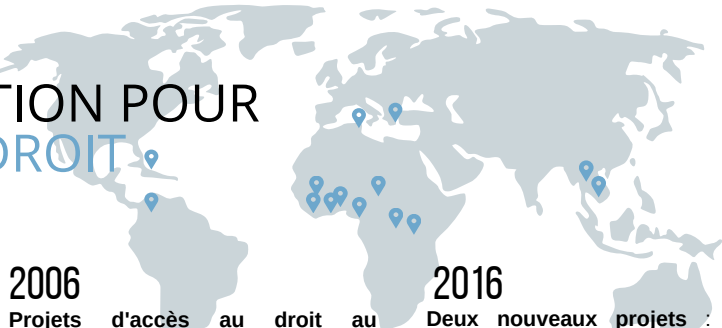 TION POUR
DROIT
2006
Projets d'accès au droit au
2016
Deux nouveaux projets :